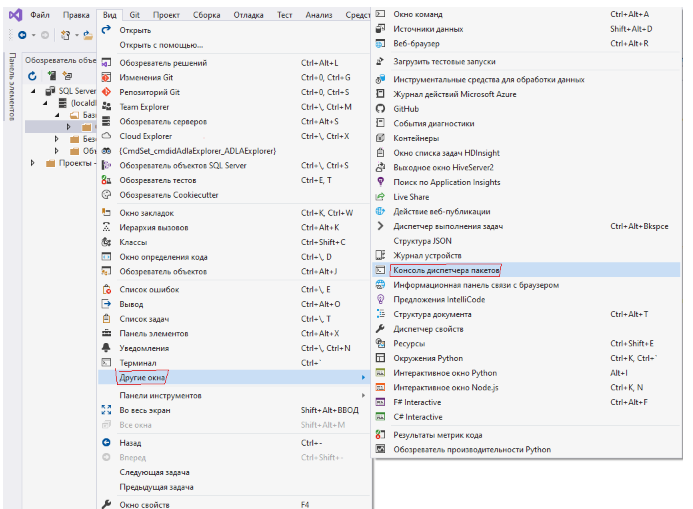 Файл Правка Вид Git Проект Сборка Отладка Тест Анализ Средст
Панель элементов
Обозреватель объе
SQL Server
(localdl
Баз
Без
Объ
Проекты -
Открыть
Открыть с помощью...
Обозреватель решений Ctrl+Alt+L
Изменения Git Ctrl+0, Ctrl+G
Репозиторий Git Ctrl+0, Ctrl+S
Team Explorer Ctrl+\, Ctrl+M
Обозреватель серверов Ctrl+Alt+S
Cloud Explorer Ctrl+\, Ctrl+X
{CmdSet_cmdidAdlaExplorer_ADLAExplorer}
Обозреватель объектов SQL Server Ctrl+\, Ctrl+S
Обозреватель тестов Ctrl+E, T
Обозреватель Cookiecutter
Окно закладок Ctrl+K, Ctrl+W
Иерархия вызовов Ctrl+Alt+K
Классы Ctrl+Shift+C
Окно определения кода Ctrl+\, D
Обозреватель объектов Ctrl+Alt+J
Список ошибок Ctrl+\, E
Вывод Ctrl+Alt+O
Список задач Ctrl+\, T
Панель элементов Ctrl+Alt+X
Уведомления Ctrl+\, Ctrl+N
Терминал Ctrl+`
Другие окна
Панели инструментов
Во весь экран Shift+Alt+ВВОД
Все окна Shift+Alt+M
Назад Ctrl+-
Вперед Ctrl+Shift+-
Следующая задача
Предыдущая задача
Окно свойств F4
Окно команд Ctrl+Alt+A
Источники данных Shift+Alt+D
Веб-браузер Ctrl+Alt+R
Загрузить тестовые запуски
Инструментальные средства для обработки данных
Журнал действий Microsoft Azure
GitHub
События диагностики
Контейнеры
Окно списка задач HDInsight
Выходное окно HiveServer2
Поиск по Application Insights
Live Share
Действие веб-публикации
Диспетчер выполнения задач Ctrl+Alt+Bkspce
Структура JSON
Журнал устройств
Консоль диспетчера пакетов
Информационная панель связи с браузером
Предложения IntelliCode
Структура документа Ctrl+Alt+T
Диспетчер свойств
Ресурсы Ctrl+Shift+E
Окружения Python Ctrl+K, Ctrl+`
Интерактивное окно Python Alt+I
Интерактивное окно Node.js Ctrl+K, N
F# Interactive Ctrl+Alt+F
C# Interactive
Результаты метрик кода
Обозреватель производительности Python